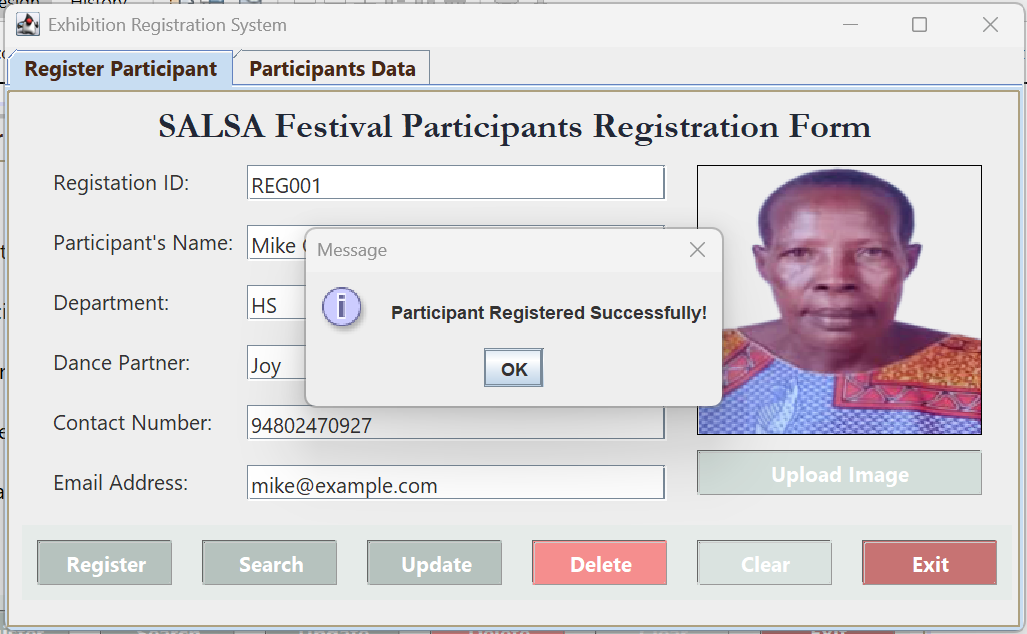 Exhibition Registration System
Register Participant Participants Data
SALSA Festival Participants Registration Form
Registation ID: REG001
Participant's Name: Mike
Message
Department: HS
Participant Registered Successfully!
Dance Partner: Joy
OK
Contact Number: 94802470927
Email Address: mike@example.com
Upload Image
Register Search Update Delete Clear Exit